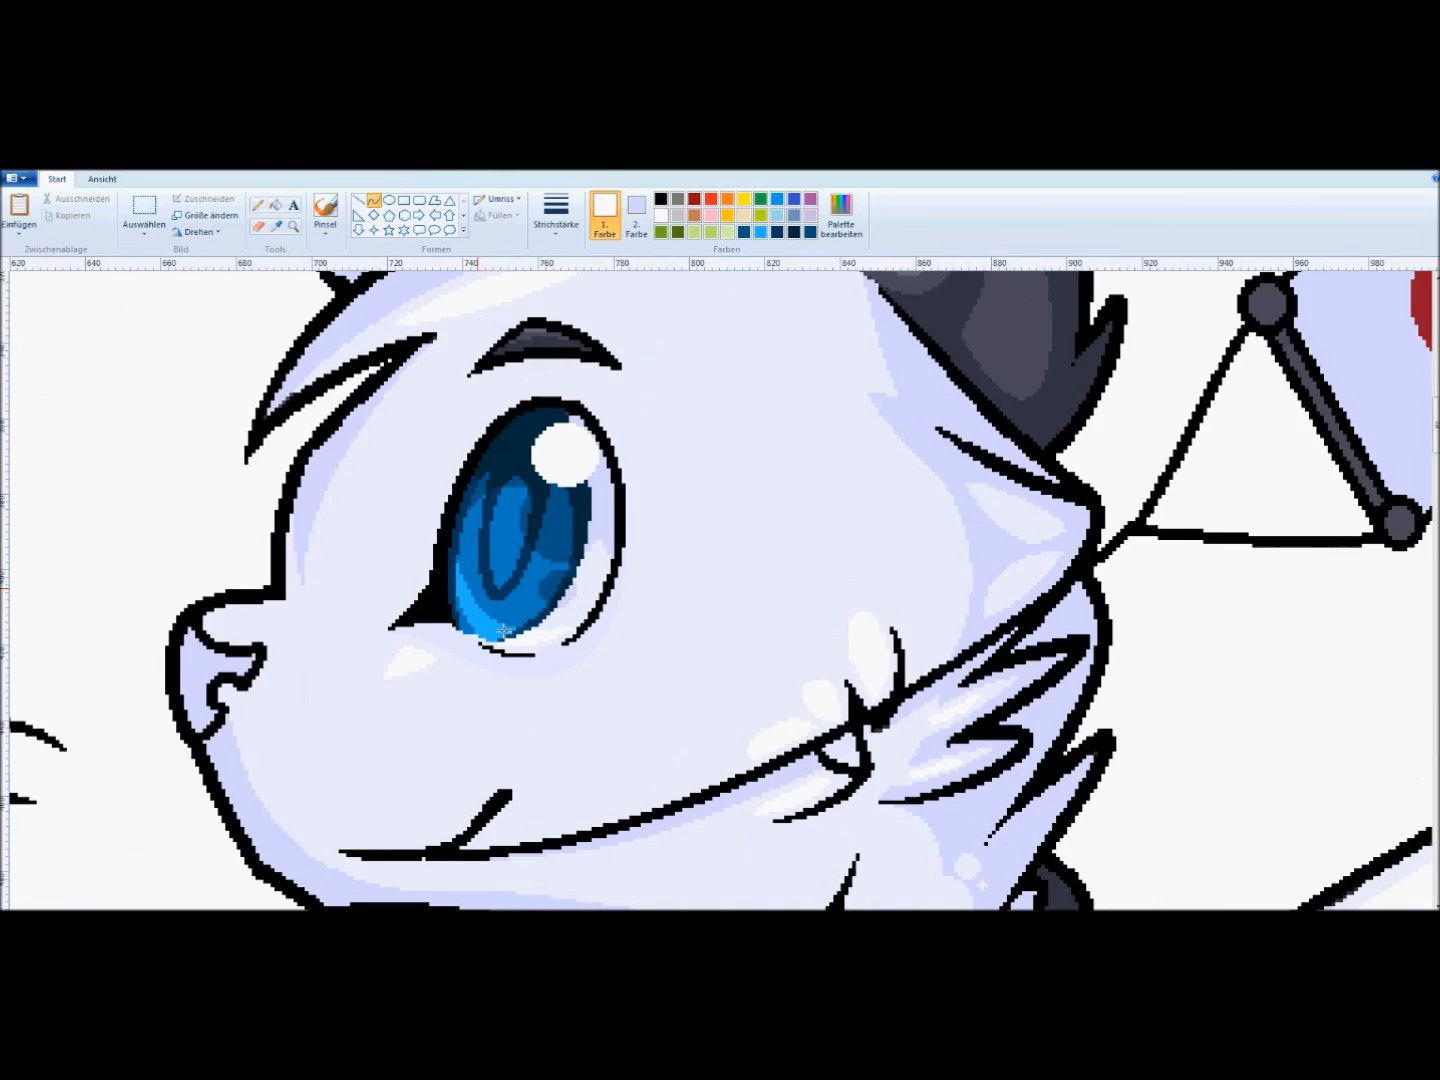 Start Ansicht
Einfügen
Ausschneiden
Kopieren
Zwischenablage
Auswählen
Zuschneiden
Größe ändern
Drehen
Bild
A
Tools
Pinsel
Umriss
Füllen
Formen
Strichstärke
1.
Farbe
2.
Farbe
Palette
bearbeiten
Farben
620 640 660 680 700 720 740 760 780 800 820 840 860 880 900 920 940 960 980